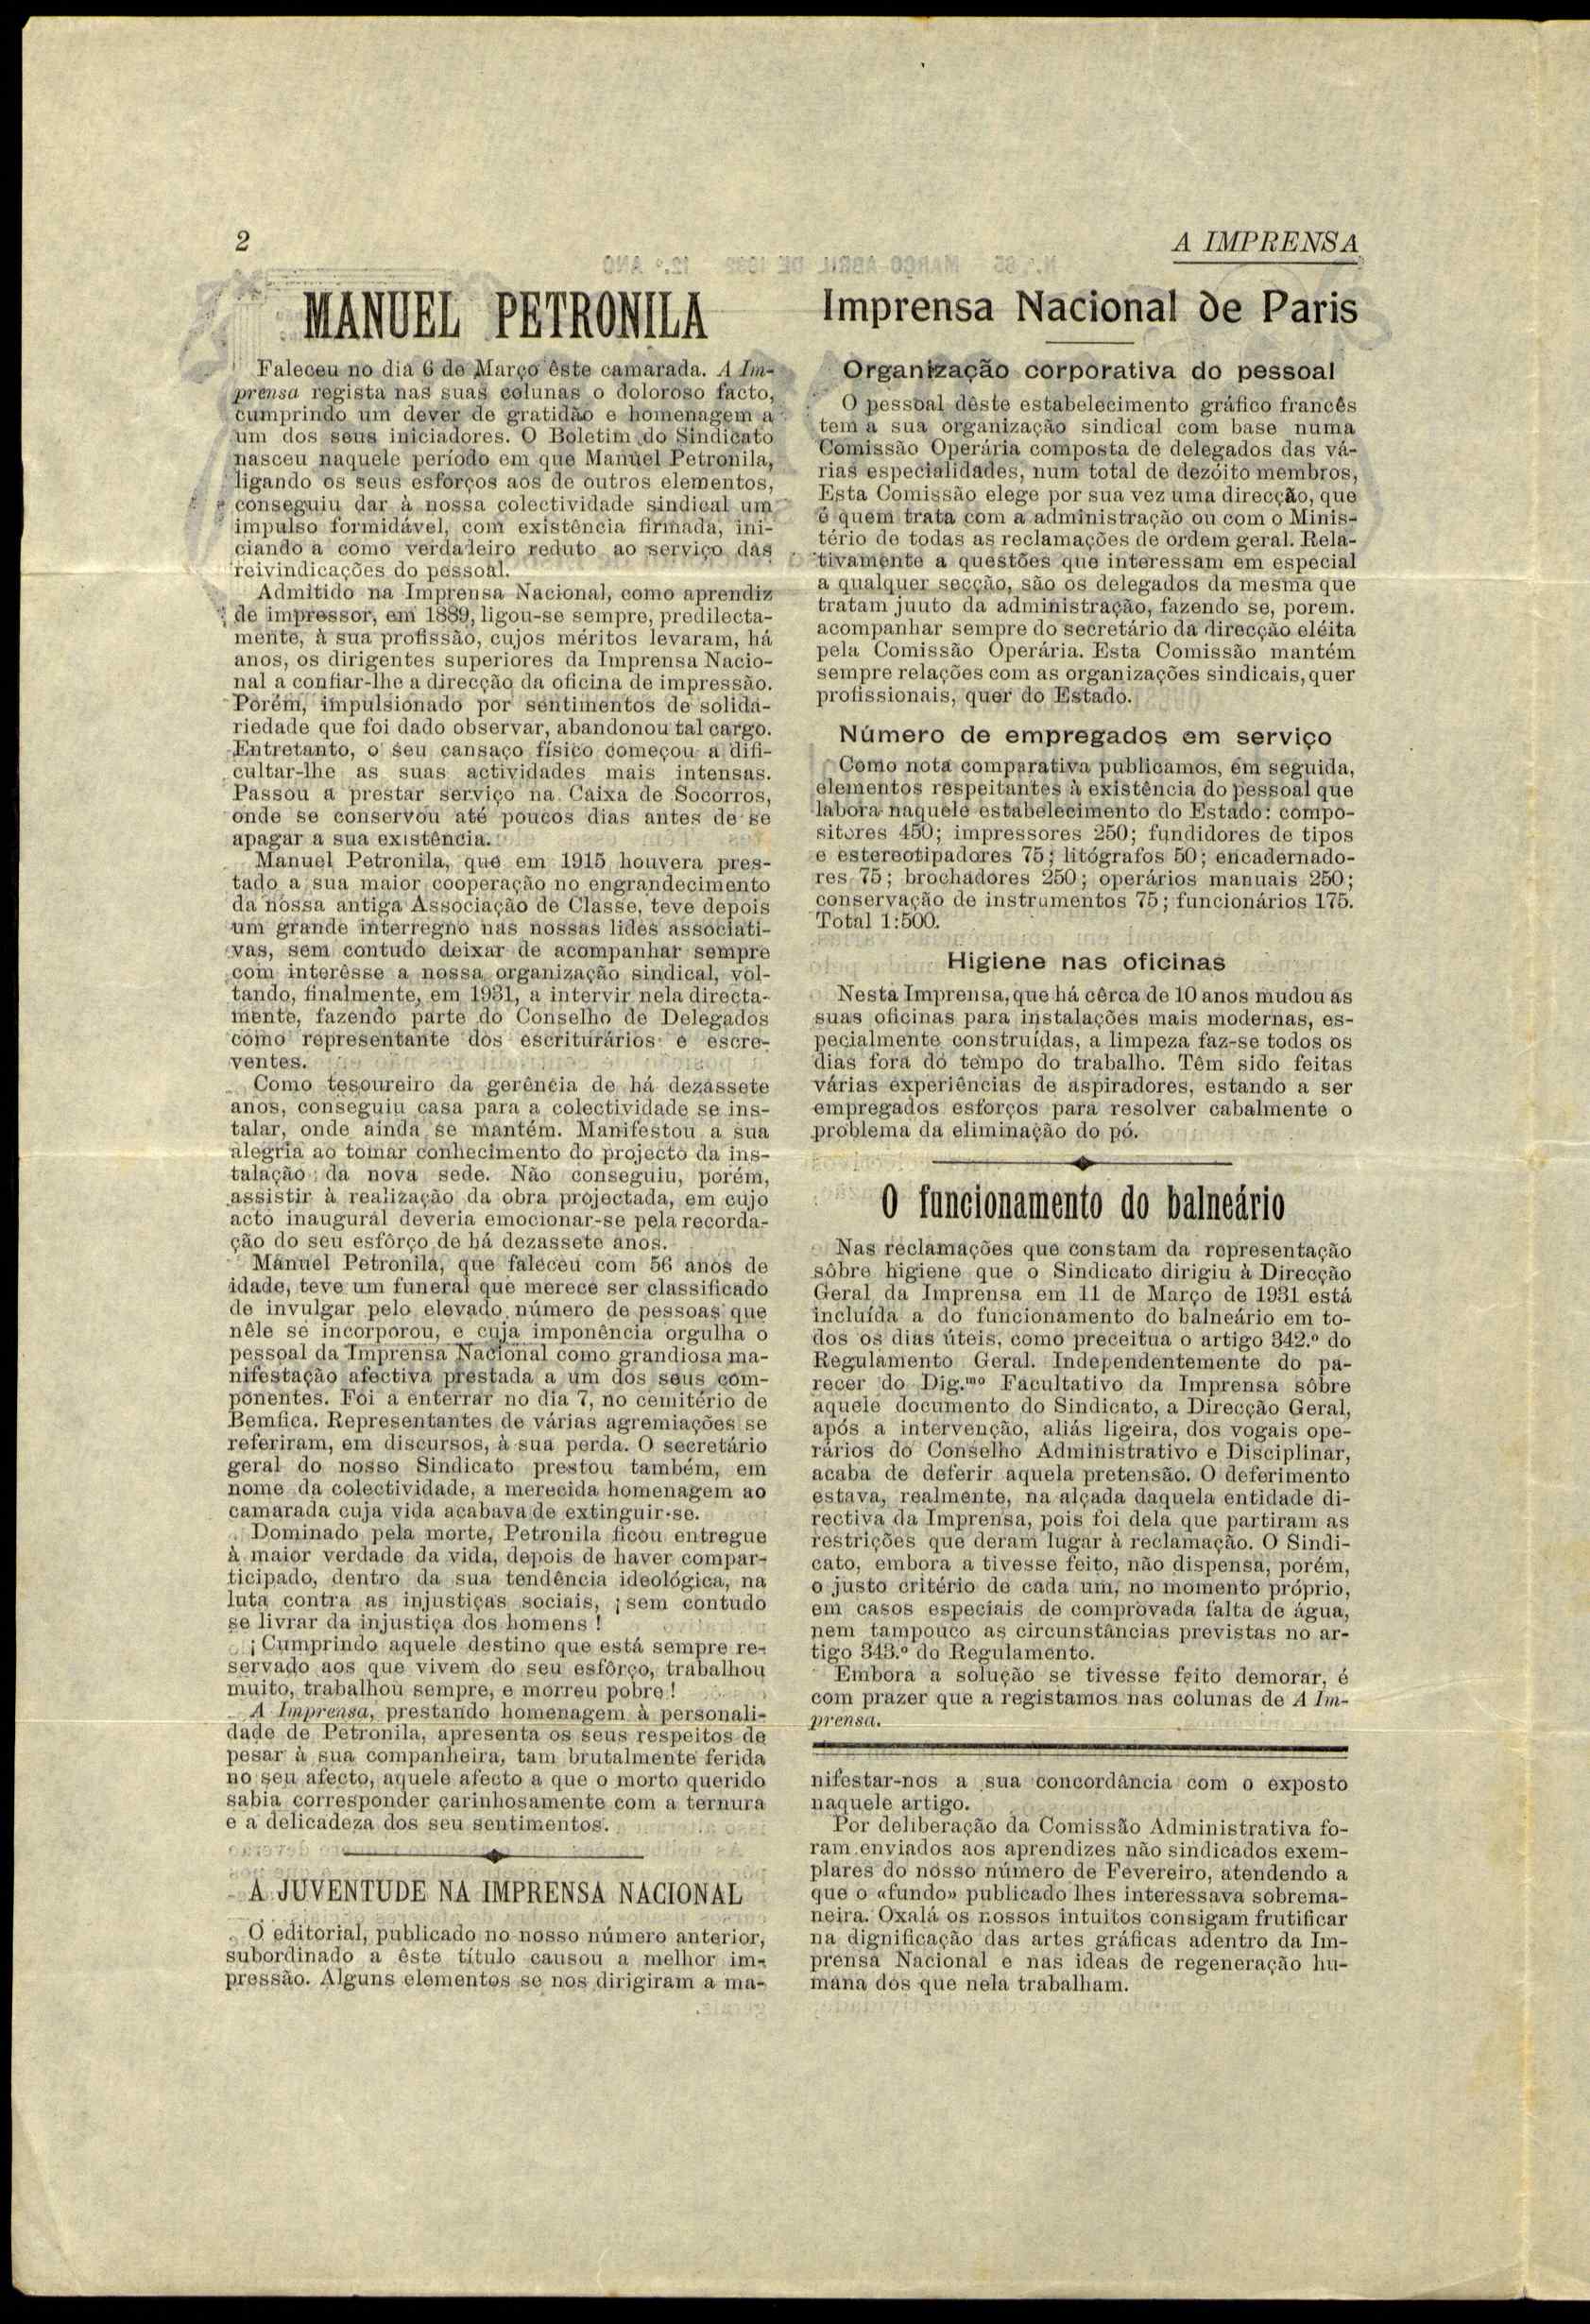 2
A IMPRENSA
MANUEL PETRONILA
Faleceu no dia 6 de Março êste camarada. A Im-
prensa regista nas suas colunas o doloroso facto,
cumprindo um dever de gratidão e homenagem a
um dos seus iniciadores. O Boletim do Sindicato
nasceu naquele período em que Manuel Petronila,
ligando os seus esforços aos de outros elementos,
conseguiu dar à nossa colectividade sindical um
impulso formidável, com existência firmada, ini-
ciando a como verdadeiro reduto ao serviço das
reivindicações do pessoal.
Admitido na Imprensa Nacional, como aprendiz
de impressor, em 1889, ligou-se sempre, predilecta-
mente, à sua profissão, cujos méritos levaram, há
anos, os dirigentes superiores da Imprensa Nacio-
nal a confiar-lhe a direcção da oficina de impressão.
Porém, impulsionado por sentimentos de solida-
riedade que foi dado observar, abandonou tal cargo.
Entretanto, o seu cansaço físico começou a difi-
cultar-lhe as suas actividades mais intensas.
Passou a prestar serviço na Caixa de Socorros,
onde se conservou até poucos dias antes de se
apagar a sua existência.
Manuel Petronila, que em 1915 houvera pres-
tado a sua maior cooperação no engrandecimento
da nossa antiga Associação de Classe, teve depois
um grande interregno nas nossas lides associati-
vas, sem contudo deixar de acompanhar sempre
com interêsse a nossa organização sindical, vol-
tando, finalmente, em 1931, a intervir nela directa-
mente, fazendo parte do Conselho de Delegados
como representante dos escriturários e escre-
ventes.
Como tesoureiro da gerência de há dezassete
anos, conseguiu casa para a colectividade se ins-
talar, onde ainda se mantém. Manifestou a sua
alegria ao tomar conhecimento do projecto da ins-
talação da nova sede. Não conseguiu, porém,
assistir à realização da obra projectada, em cujo
acto inaugural deveria emocionar-se pela recorda-
ção do seu esfôrço de há dezassete anos.
Manuel Petronila, que faleceu com 56 anos de
idade, teve um funeral que merece ser classificado
de invulgar pelo elevado número de pessoas que
nêle se incorporou, e cuja imponência orgulha o
pessoal da Imprensa Nacional como grandiosa ma-
nifestação afectiva prestada a um dos seus com-
ponentes. Foi a enterrar no dia 7, no cemitério de
Bemfica. Representantes de várias agremiações se
referiram, em discursos, à sua perda. O secretário
geral do nosso Sindicato prestou também, em
nome da colectividade, a merecida homenagem ao
camarada cuja vida acabava de extinguir-se.
Dominado pela morte, Petronila ficou entregue
à maior verdade da vida, depois de haver compar-
ticipado, dentro da sua tendência ideológica, na
luta contra as injustiças sociais, ¡sem contudo
se livrar da injustiça dos homens!
¡Cumprindo aquele destino que está sempre re-
servado aos que vivem do seu esfôrço, trabalhou
muito, trabalhou sempre, e morreu pobre!
A Imprensa, prestando homenagem à personali-
dade de Petronila, apresenta os seus respeitos de
pesar à sua companheira, tam brutalmente ferida
no seu afecto, aquele afecto a que o morto querido
sabia corresponder carinhosamente com a ternura
e a delicadeza dos seu sentimentos.
A JUVENTUDE NA IMPRENSA NACIONAL
O editorial, publicado no nosso número anterior,
subordinado a êste título causou a melhor im-
pressão. Alguns elementos se nos dirigiram a ma-
Imprensa Nacional de Paris
Organização corporativa do pessoal
O pessoal dêste estabelecimento gráfico francês
tem a sua organização sindical com base numa
Comissão Operária composta de delegados das vá-
rias especialidades, num total de dezóito membros,
Esta Comissão elege por sua vez uma direcção, que
é quem trata com a administração ou com o Minis-
tério de todas as reclamações de ordem geral. Rela-
tivamente a questões que interessam em especial
a qualquer secção, são os delegados da mesma que
tratam juuto da administração, fazendo se, porem.
acompanhar sempre do secretário da direcção eléita
pela Comissão Operária. Esta Comissão mantém
sempre relações com as organizações sindicais, quer
profissionais, quer do Estado.
Número de empregados em serviço
Como nota comparativa publicamos, em seguida,
elementos respeitantes à existência do pessoal que
labora naquele estabelecimento do Estado: compo-
sitores 450; impressores 250; fundidores de tipos
e estereotipadores 75; litógrafos 50; encadernado-
res 75; brochadores 250; operários manuais 250;
conservação de instrumentos 75; funcionários 175.
Total 1:500.
Higiene nas oficinas
Nesta Imprensa, que há cêrca de 10 anos mudou as
suas oficinas para instalações mais modernas, es-
pecialmente construídas, a limpeza faz-se todos os
dias fora do tempo do trabalho. Têm sido feitas
várias experiências de aspiradores, estando a ser
empregados esforços para resolver cabalmente o
problema da eliminação do pó.
O funcionamento do balneário
Nas reclamações que constam da representação
sôbre higiene que o Sindicato dirigiu à Direcção
Geral da Imprensa em 11 de Março de 1931 está
incluída a do funcionamento do balneário em to-
dos os dias úteis, como preceitua o artigo 342.º do
Regulamento Geral. Independentemente do pa-
recer do Dig.mo Facultativo da Imprensa sôbre
aquele documento do Sindicato, a Direcção Geral,
após a intervenção, aliás ligeira, dos vogais ope-
rários do Conselho Administrativo e Disciplinar,
acaba de deferir aquela pretensão. O deferimento
estava, realmente, na alçada daquela entidade di-
rectiva da Imprensa, pois foi dela que partiram as
restrições que deram lugar à reclamação. O Sindi-
cato, embora a tivesse feito, não dispensa, porém,
o justo critério de cada um, no momento próprio,
em casos especiais de comprovada falta de água,
nem tampouco as circunstâncias previstas no ar-
tigo 343.º do Regulamento.
Embora a solução se tivesse feito demorar, é
com prazer que a registamos nas colunas de A Im-
prensa.
nifestar-nos a sua concordância com o exposto
naquele artigo.
Por deliberação da Comissão Administrativa fo-
ram enviados aos aprendizes não sindicados exem-
plares do nosso número de Fevereiro, atendendo a
que o «fundo» publicado lhes interessava sobrema-
neira. Oxalá os nossos intuitos consigam frutificar
na dignificação das artes gráficas adentro da Im-
prensa Nacional e nas ideas de regeneração hu-
mana dos que nela trabalham.